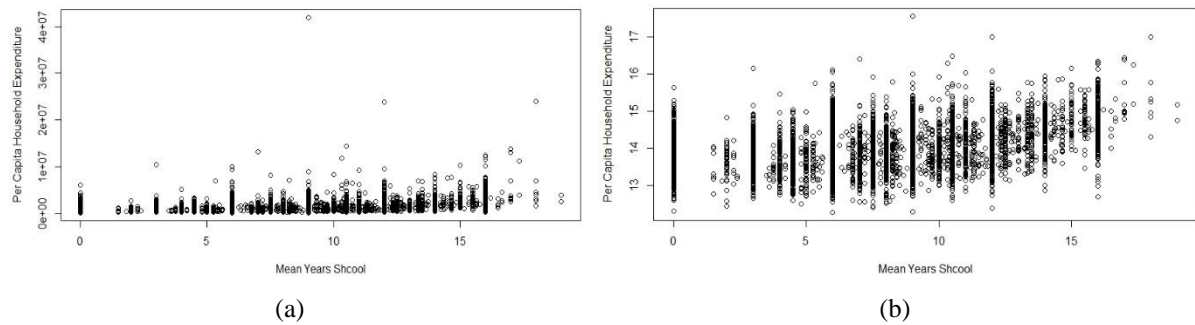 Per Capita Household Expenditure
4e+07
3e+07
2e+07
1e+07
0e+00
0 5 10 15
Mean Years Shcool
(a)
Per Capita Household Expenditure
17
16
15
14
13
0 5 10 15
Mean Years Shcool
(b)